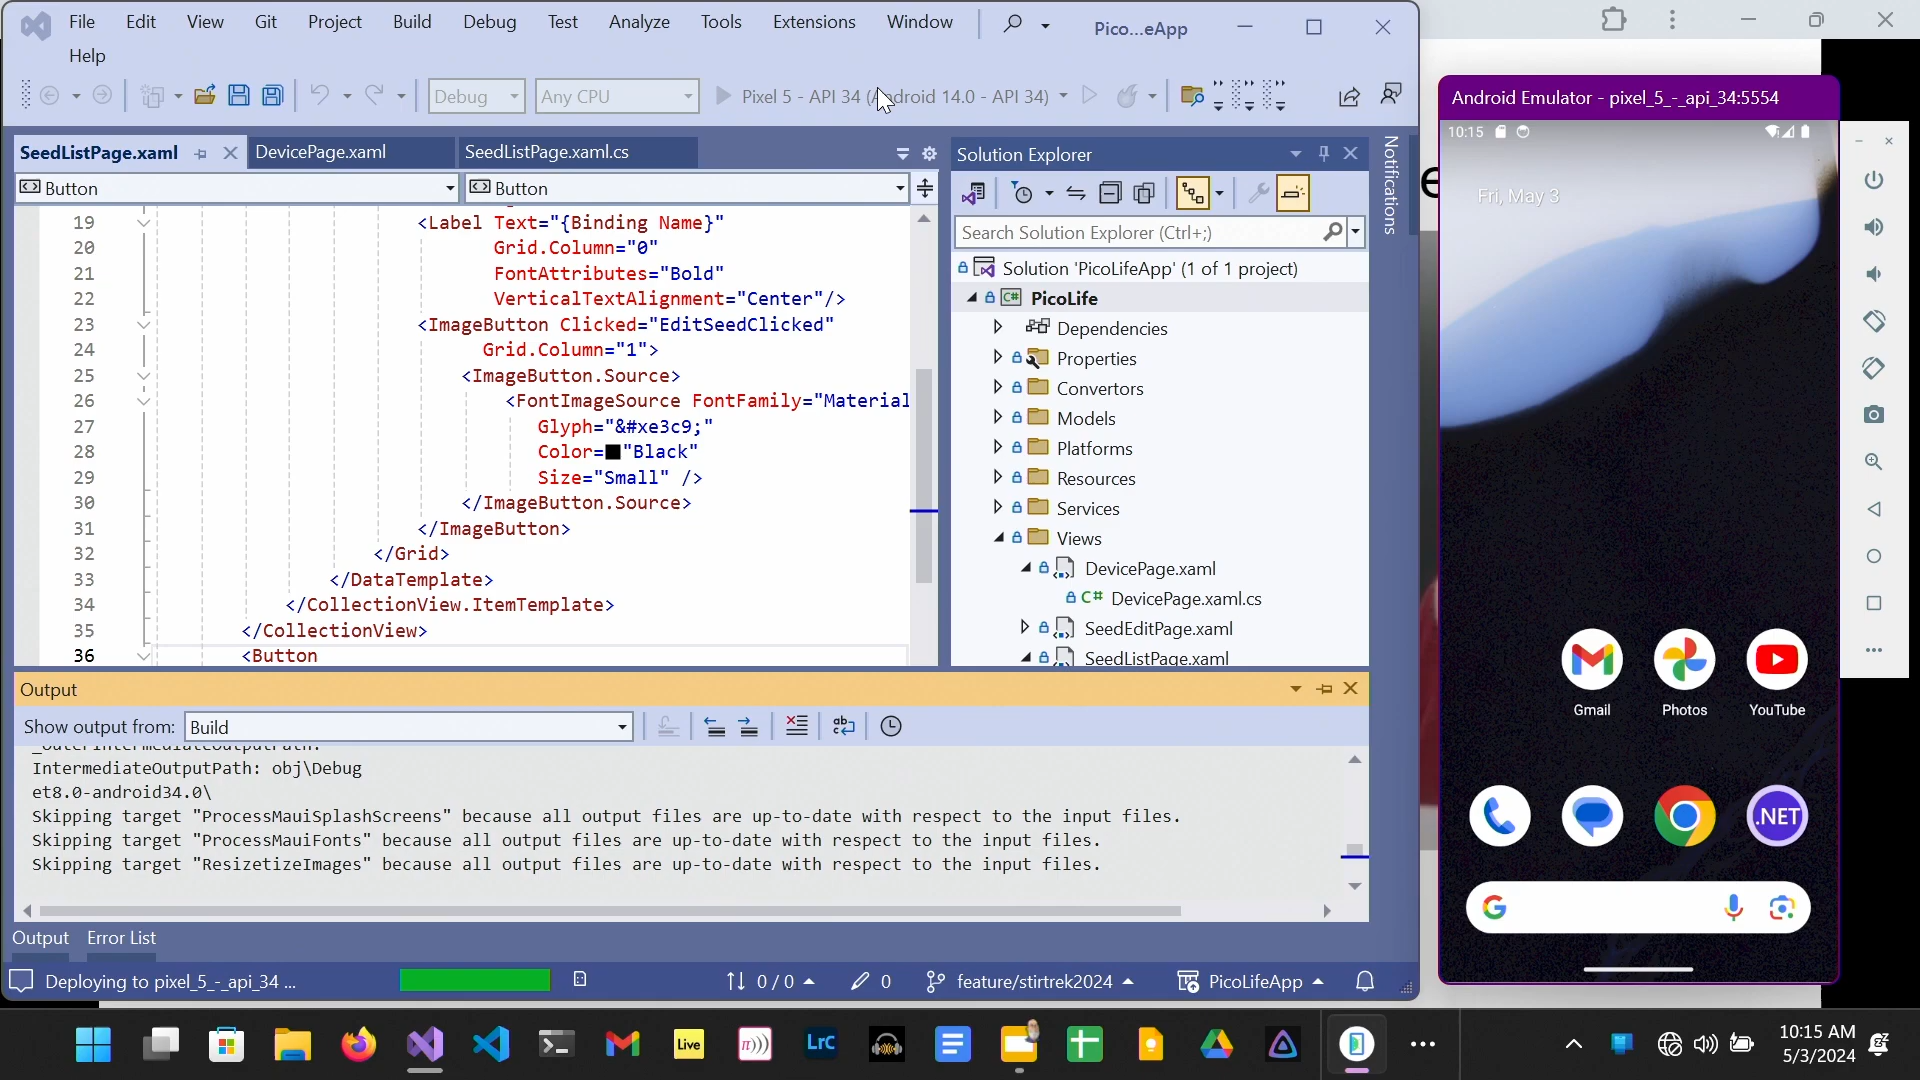 File Edit View Git Project Build Debug Test Analyze Tools Extensions Window
Pico...eApp
Help
Debug
Any CPU
Pixel 5 - API 34 (Android 14.0 - API 34)
SeedListPage.xaml
DevicePage.xaml
SeedListPage.xaml.cs
Button
Button
19 <Label Text="{Binding Name}"
20 Grid.Column="0"
21 FontAttributes="Bold"
22 VerticalTextAlignment="Center"/>
23 <ImageButton Clicked="EditSeedClicked"
24 Grid.Column="1">
25 <ImageButton.Source>
26 <FontImageSource FontFamily="Material
27 Glyph="&#xe3c9;"
28 Color="Black"
29 Size="Small" />
30 </ImageButton.Source>
31 </ImageButton>
32 </Grid>
33 </DataTemplate>
34 </CollectionView.ItemTemplate>
35 </CollectionView>
36 <Button
Solution Explorer
Search Solution Explorer (Ctrl+;)
Solution 'PicoLifeApp' (1 of 1 project)
C# PicoLife
Dependencies
Properties
Convertors
Models
Platforms
Resources
Services
Views
DevicePage.xaml
C# DevicePage.xaml.cs
SeedEditPage.xaml
SeedListPage.xaml
Notifications
Output
Show output from: Build
_OuterIntermediateOutputPath:
IntermediateOutputPath: obj\Debug
et8.0-android34.0\
Skipping target "ProcessMauiSplashScreens" because all output files are up-to-date with respect to the input files.
Skipping target "ProcessMauiFonts" because all output files are up-to-date with respect to the input files.
Skipping target "ResizetizeImages" because all output files are up-to-date with respect to the input files.
Output Error List
Deploying to pixel_5_-_api_34 ...
0 / 0
0
feature/stirtrek2024
PicoLifeApp
Android Emulator - pixel_5_-_api_34:5554
10:15
Fri, May 3
Gmail
Photos
YouTube
.NET
Live
π)))
LrC
10:15 AM
5/3/2024